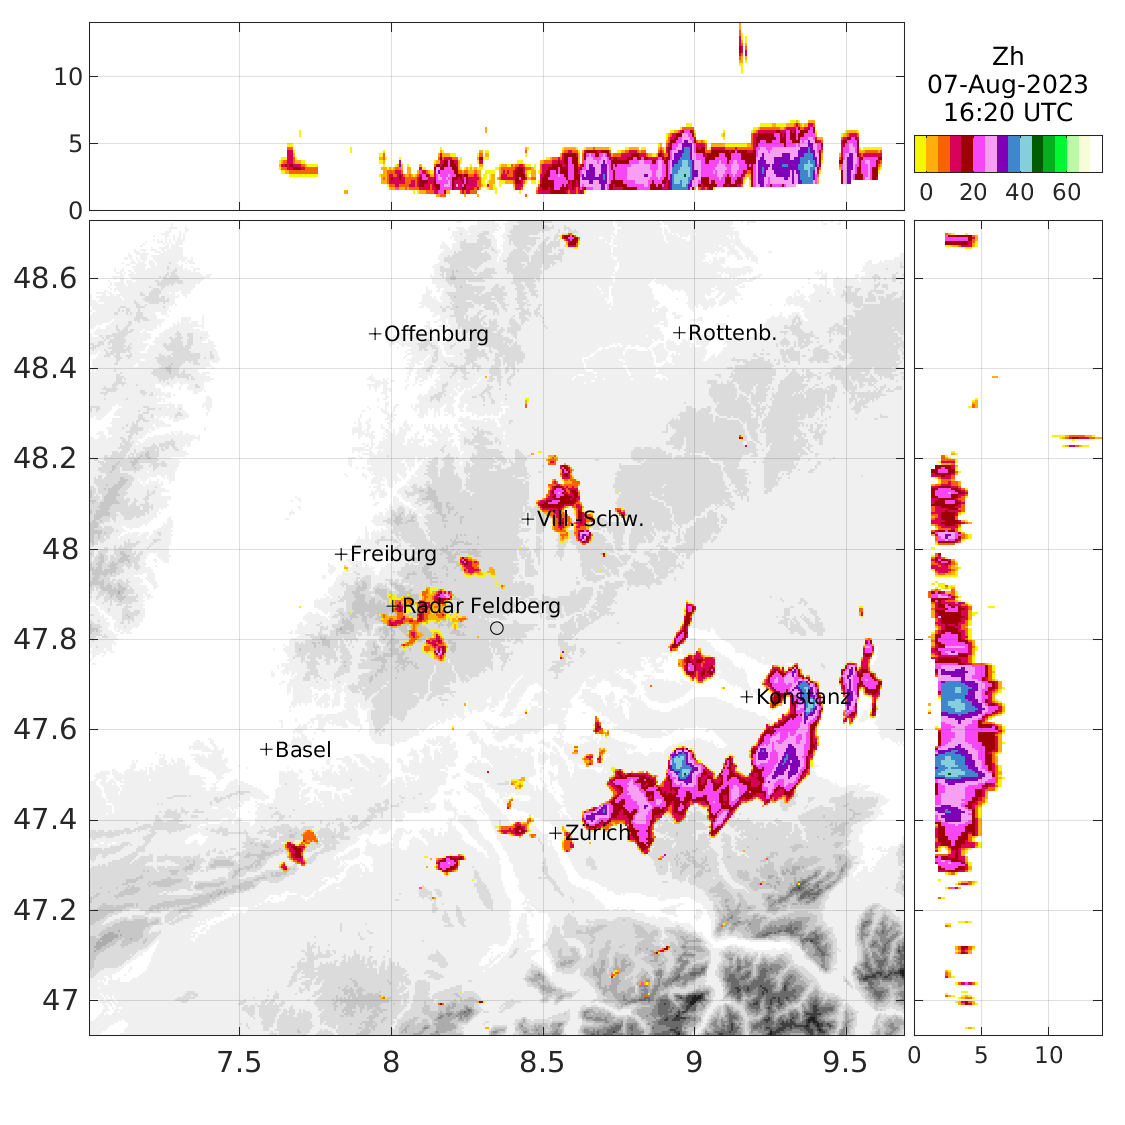 Zh
07-Aug-2023
16:20 UTC
10
5
0
0 20 40 60
48.6
48.4
48.2
48
47.8
47.6
47.4
47.2
47
+Offenburg
+Rottenb.
+Vill.-Schw.
+Freiburg
+Radar Feldberg
+Konstanz
+Basel
+Zürich
7.5 8 8.5 9 9.5
0 5 10